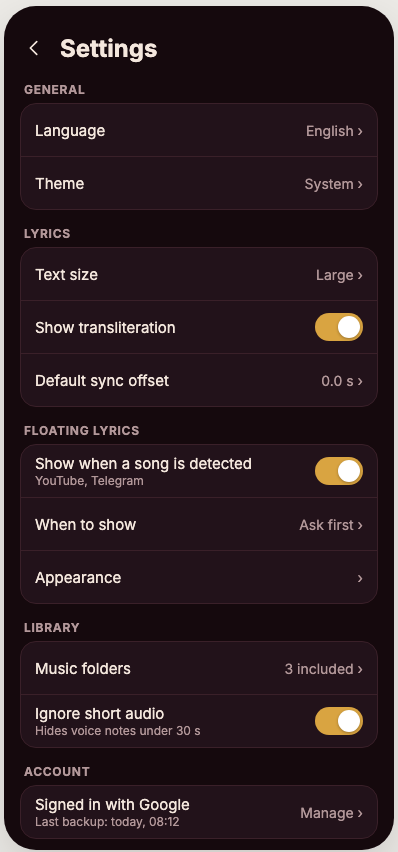 Settings
GENERAL
Language English ›
Theme System ›
LYRICS
Text size Large ›
Show transliteration
Default sync offset 0.0 s ›
FLOATING LYRICS
Show when a song is detected
YouTube, Telegram
When to show Ask first ›
Appearance ›
LIBRARY
Music folders 3 included ›
Ignore short audio
Hides voice notes under 30 s
ACCOUNT
Signed in with Google
Last backup: today, 08:12
Manage ›